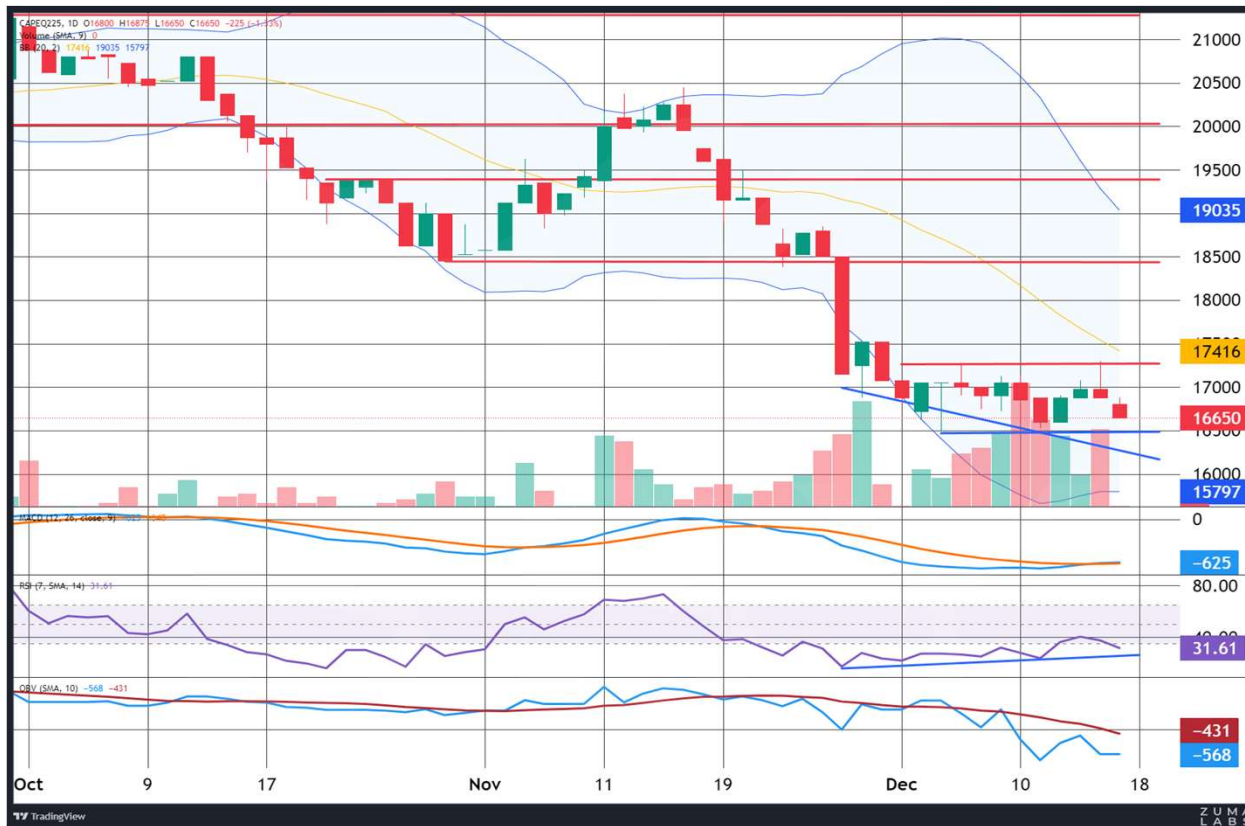 CAPEQ225, 1D O16800 H16875 L16650 C16650 -225 (-1.33%)
Volume (SMA, 9) 0
BB (20, 2) 17416 19035 15797
21000
20500
20000
19500
19035
18500
18000
17416
17000
16650
16500
16000
15797
MACD (12, 26, close, 9)
0
−625
RSI (7, SMA, 14) 31.61
80.00
40.00
31.61
OBV (SMA, 10) −568 −431
−431
−568
Oct 9 17 Nov 11 19 Dec 10 18
TradingView
ZUMA
LABS